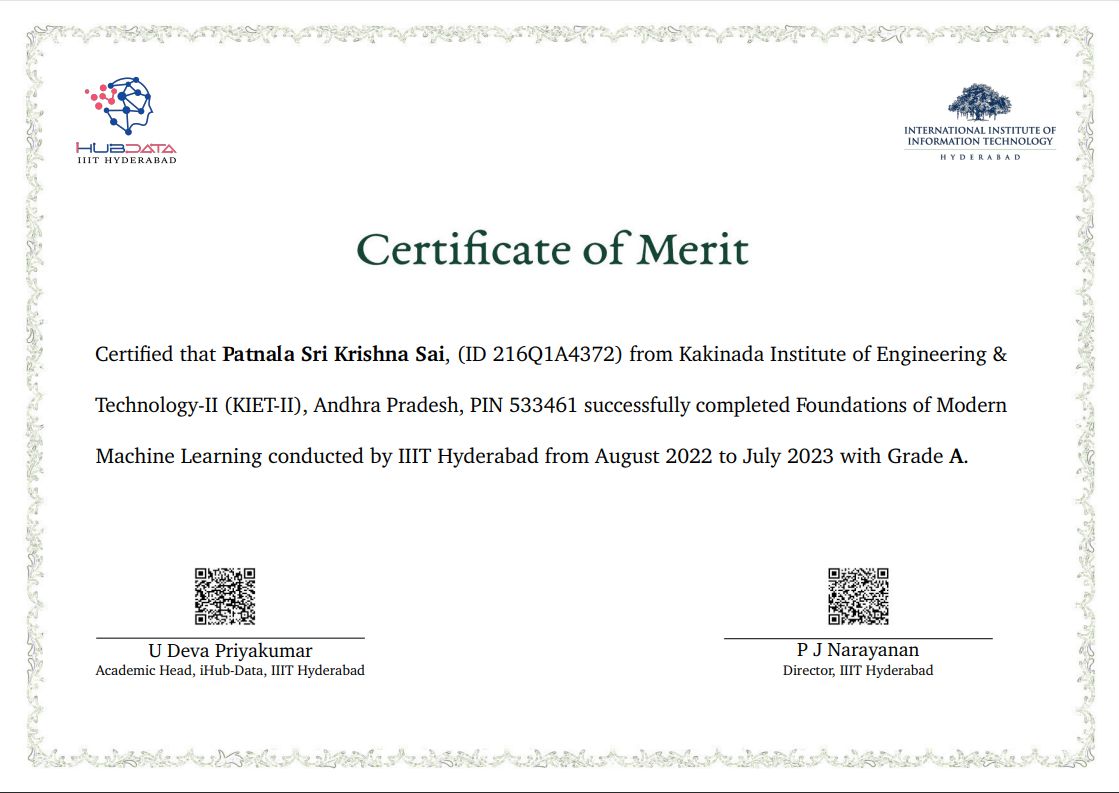 HUBDATA
IIIT HYDERABAD
INTERNATIONAL INSTITUTE OF
INFORMATION TECHNOLOGY
HYDERABAD
Certificate of Merit
Certified that Patnala Sri Krishna Sai, (ID 216Q1A4372) from Kakinada Institute of Engineering &
Technology-II (KIET-II), Andhra Pradesh, PIN 533461 successfully completed Foundations of Modern
Machine Learning conducted by IIIT Hyderabad from August 2022 to July 2023 with Grade A.
U Deva Priyakumar
Academic Head, iHub-Data, IIIT Hyderabad
P J Narayanan
Director, IIIT Hyderabad